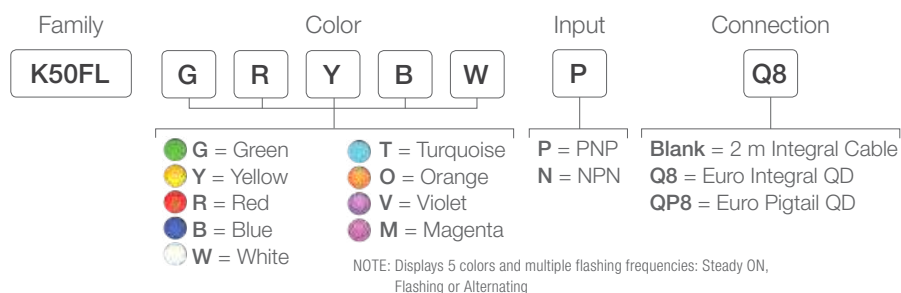 Family Color Input Connection
K50FL G R Y B W P Q8
G = Green T = Turquoise P = PNP Blank = 2 m Integral Cable
Y = Yellow O = Orange N = NPN Q8 = Euro Integral QD
R = Red V = Violet QP8 = Euro Pigtail QD
B = Blue M = Magenta
W = White
NOTE: Displays 5 colors and multiple flashing frequencies: Steady ON,
Flashing or Alternating